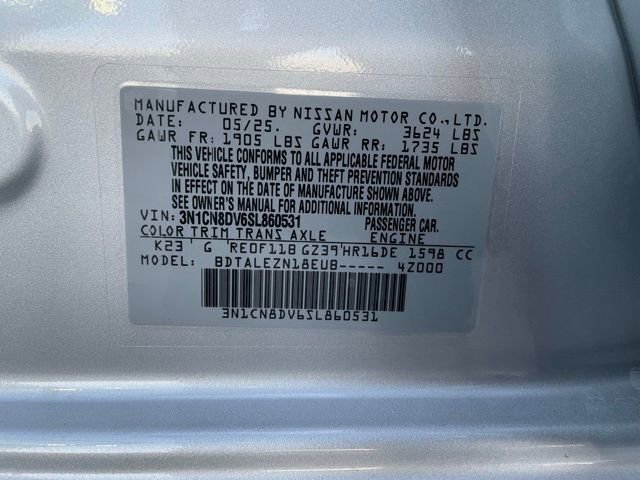 MANUFACTURED BY NISSAN MOTOR CO.,LTD.
DATE: 05/25. GVWR: 3624 LBS
GAWR FR: 1905 LBS GAWR RR: 1735 LBS
THIS VEHICLE CONFORMS TO ALL APPLICABLE FEDERAL MOTOR
VEHICLE SAFETY, BUMPER AND THEFT PREVENTION STANDARDS
IN EFFECT ON THE DATE OF MANUFACTURE SHOWN ABOVE.
SEE OWNER'S MANUAL FOR ADDITIONAL INFORMATION.
VIN: 3N1CN8DV6SL860531 PASSENGER CAR.
COLOR TRIM TRANS AXLE ENGINE
K23' G 'RE0F11B GZ39'HR16DE 1598 CC
MODEL: BDTALEZN18EUB----- 4Z000
3N1CN8DV6SL860531